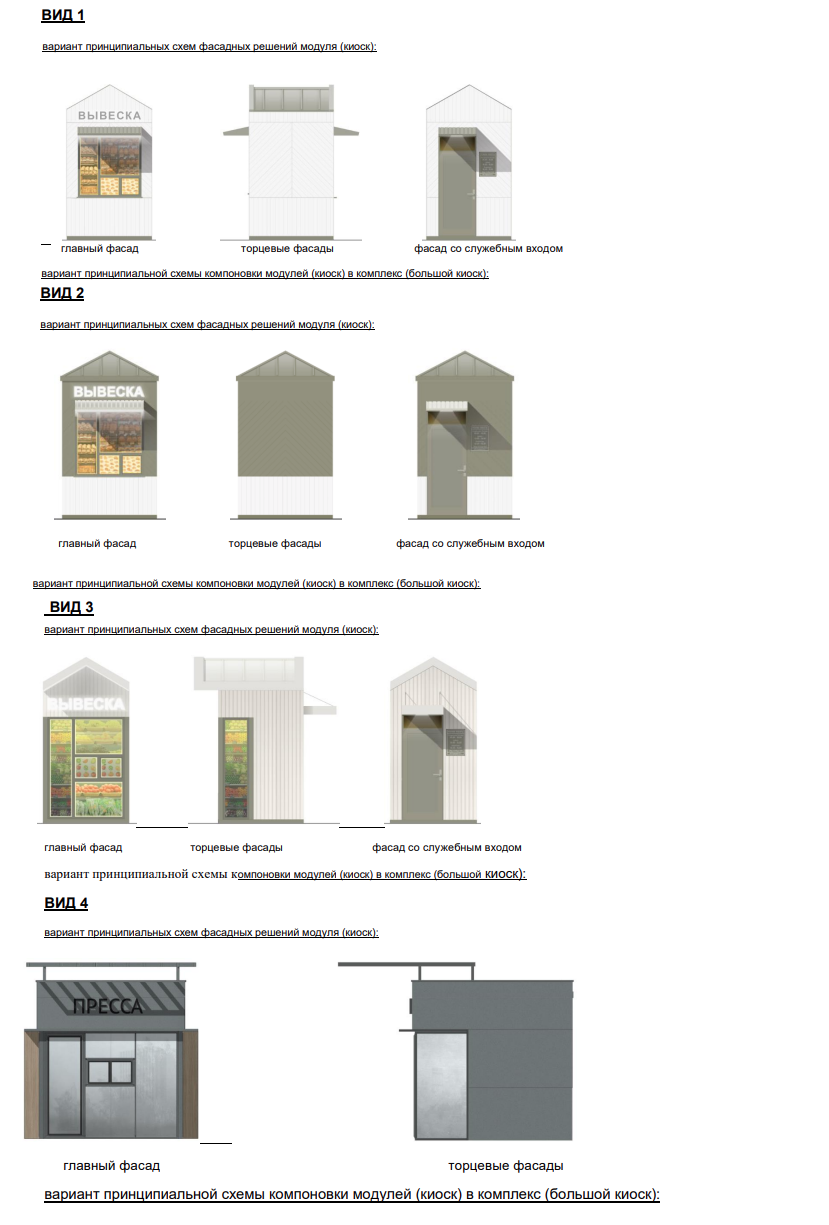 ВИД 1
вариант принципиальных схем фасадных решений модуля (киоск):
ВЫВЕСКА
главный фасад торцевые фасады фасад со служебным входом
вариант принципиальной схемы компоновки модулей (киоск) в комплекс (большой киоск):
ВИД 2
вариант принципиальных схем фасадных решений модуля (киоск):
ВЫВЕСКА
главный фасад торцевые фасады фасад со служебным входом
вариант принципиальной схемы компоновки модулей (киоск) в комплекс (большой киоск):
ВИД 3
вариант принципиальных схем фасадных решений модуля (киоск):
ВЫВЕСКА
главный фасад торцевые фасады фасад со служебным входом
вариант принципиальной схемы компоновки модулей (киоск) в комплекс (большой киоск):
ВИД 4
вариант принципиальных схем фасадных решений модуля (киоск):
ПРЕССА
главный фасад торцевые фасады
вариант принципиальной схемы компоновки модулей (киоск) в комплекс (большой киоск):